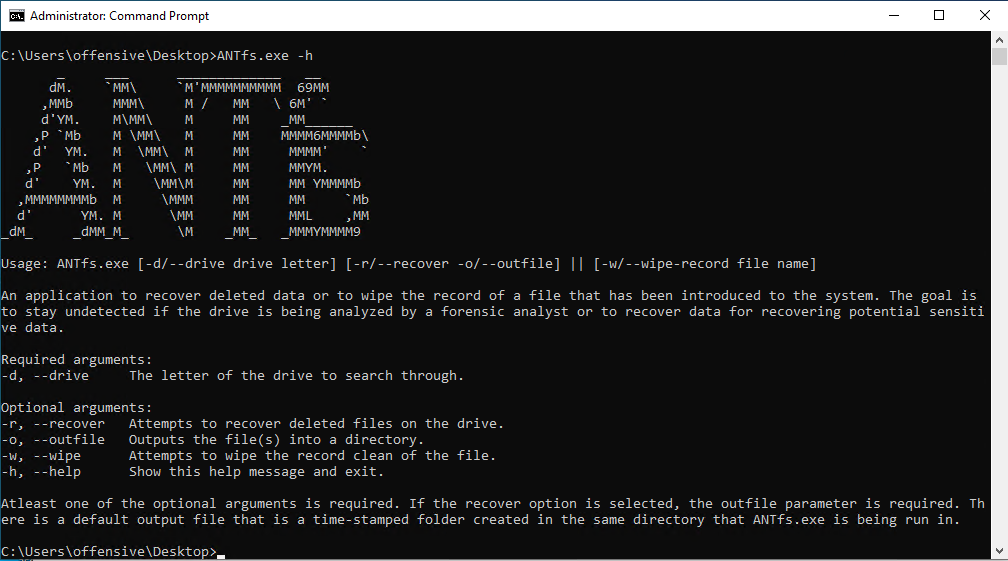 Administrator: Command Prompt
C:\Users\offensive\Desktop>ANTfs.exe -h
      _     ___      _____________   __
      dM.    `MM\     `M'MMMMMMMMMM  69MM
     ,MMb     MMM\     M /   MM   \ 6M' `
     d'YM.    M\MM\    M     MM    _MM______
    ,P `Mb    M \MM\   M     MM    MMMM6MMMMb\
    d'  YM.   M  \MM\  M     MM     MMMM'    `
   ,P   `Mb   M   \MM\ M     MM     MMYM.
   d'    YM.  M    \MM\M     MM     MM YMMMMb
  ,MMMMMMMMb  M     \MMM     MM     MM     `Mb
  d'      YM. M      \MM     MM     MML    ,MM
_dM_     _dMM_M_      \M    _MM_   _MMMYMMMM9
Usage: ANTfs.exe [-d/--drive drive letter] [-r/--recover -o/--outfile] || [-w/--wipe-record file name]
An application to recover deleted data or to wipe the record of a file that has been introduced to the system. The goal is
to stay undetected if the drive is being analyzed by a forensic analyst or to recover data for recovering potential sensiti
ve data.
Required arguments:
-d, --drive     The letter of the drive to search through.
Optional arguments:
-r, --recover   Attempts to recover deleted files on the drive.
-o, --outfile   Outputs the file(s) into a directory.
-w, --wipe      Attempts to wipe the record clean of the file.
-h, --help      Show this help message and exit.
Atleast one of the optional arguments is required. If the recover option is selected, the outfile parameter is required. Th
ere is a default output file that is a time-stamped folder created in the same directory that ANTfs.exe is being run in.
C:\Users\offensive\Desktop>